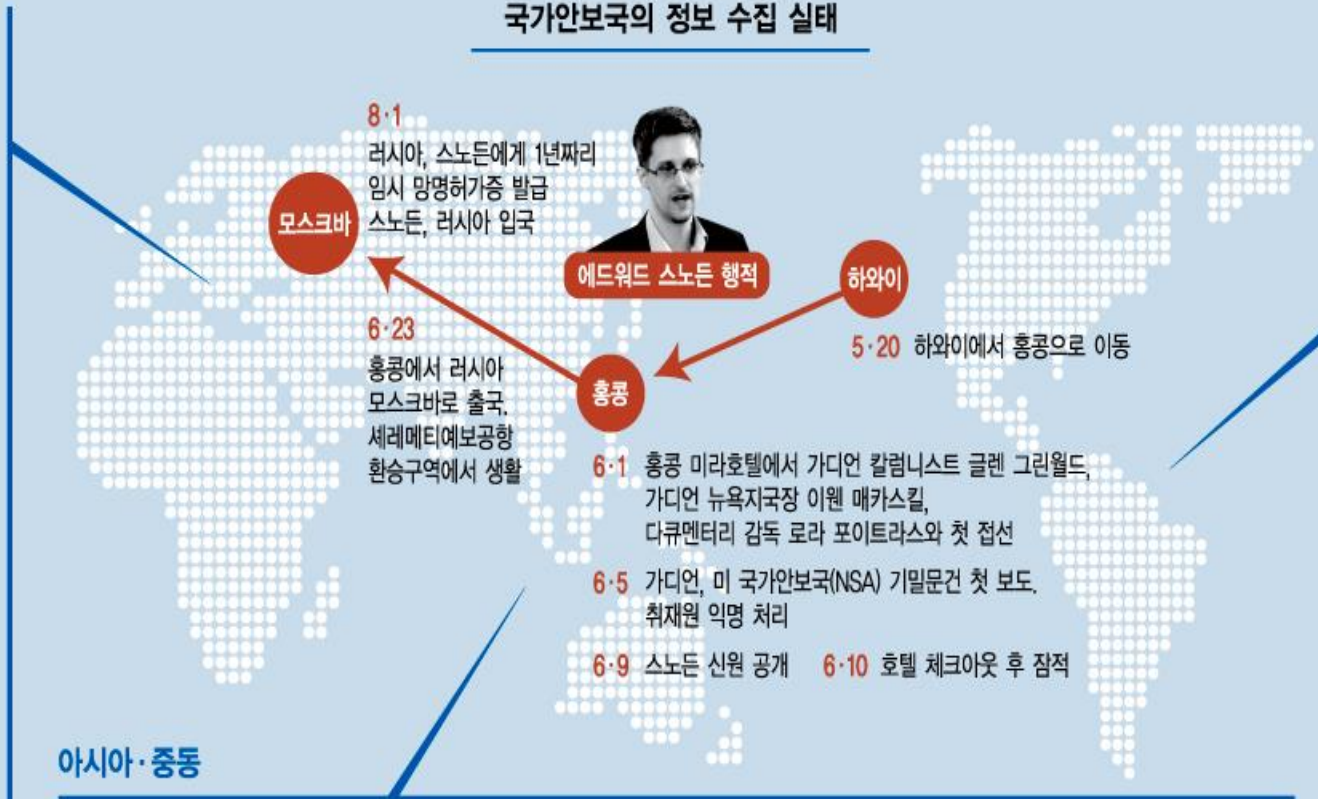 국가안보국의 정보 수집 실태
8·1
러시아, 스노든에게 1년짜리
임시 망명허가증 발급
스노든, 러시아 입국
모스크바
에드워드 스노든 행적
하와이
5·20 하와이에서 홍콩으로 이동
6·23
홍콩에서 러시아
모스크바로 출국.
셰레메티예보공항
환승구역에서 생활
홍콩
6·1 홍콩 미라호텔에서 가디언 칼럼니스트 글렌 그린월드,
가디언 뉴욕지국장 이웬 매카스킬,
다큐멘터리 감독 로라 포이트라스와 첫 접선
6·5 가디언, 미 국가안보국(NSA) 기밀문건 첫 보도.
취재원 익명 처리
6·9 스노든 신원 공개 6·10 호텔 체크아웃 후 잠적
아시아·중동